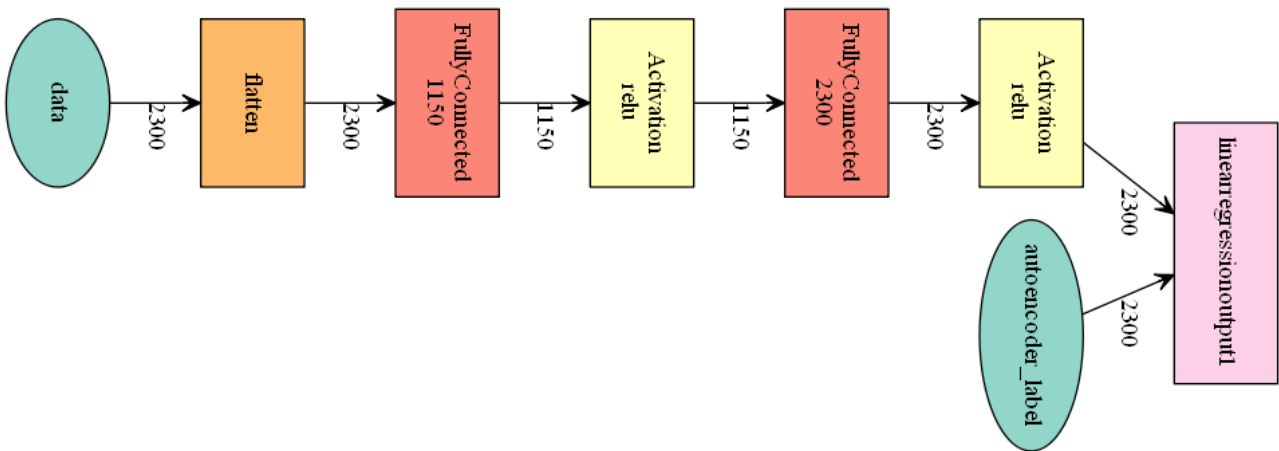 data
2300
flatten
2300
FullyConnected
1150
1150
Activation
relu
1150
FullyConnected
2300
2300
Activation
relu
2300
autoencoder_label
2300
linearregressionoutput1